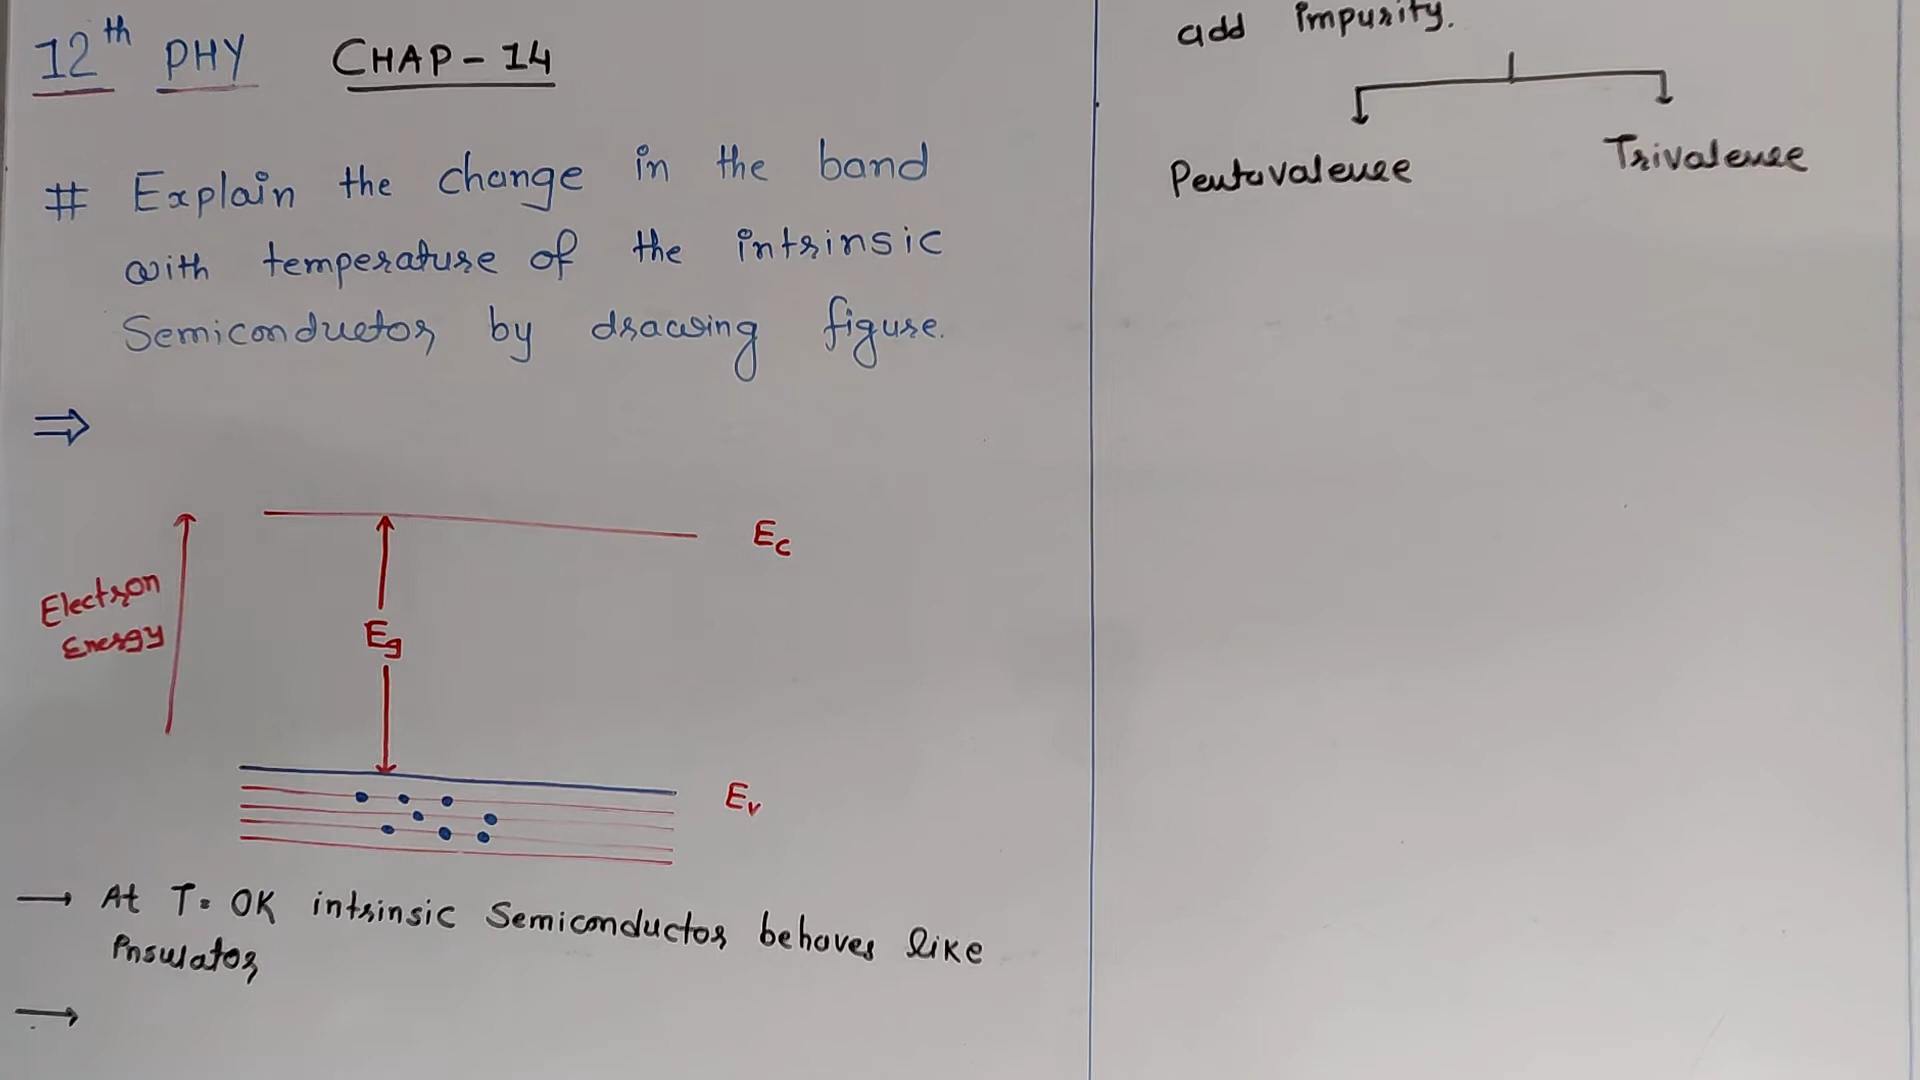 12th PHY CHAP-14
# Explain the change in the band
with temperature of the intrinsic
Semiconductor by drawing figure.
⇒
Ec
Electron
Energy
Eg
Ev
→ At T=0K intrinsic Semiconductor behaves like
insulator
→
add impurity.
Pentavalence Trivalence